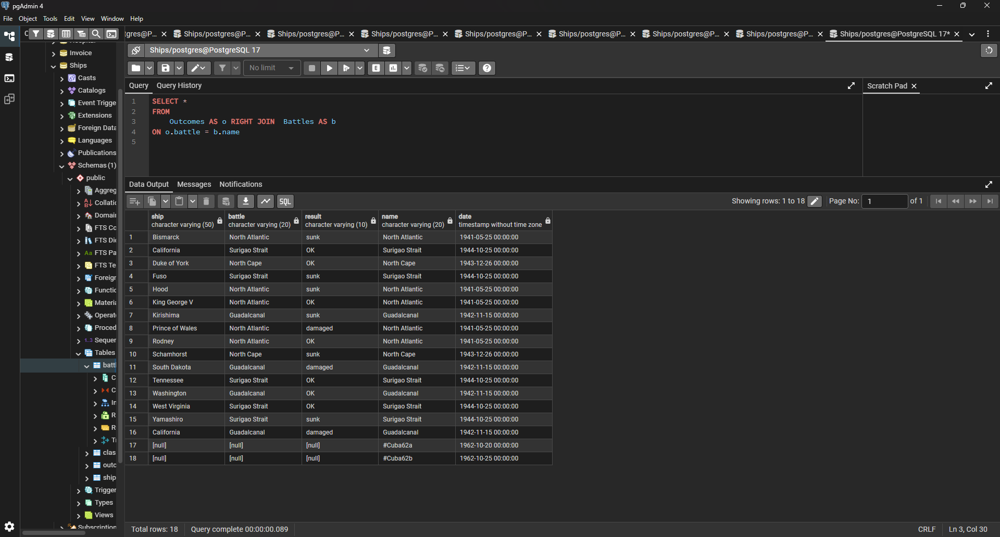 pgAdmin 4
File Object Tools Edit View Window Help
tgres@P... Ships/postgres@P... Ships/postgres@P... Ships/postgres@P... Ships/postgres@P... Ships/postgres@P... Ships/postgres@P... Ships/postgres@P... Ships/postgres@PostgreSQL 17*
Ships/postgres@PostgreSQL 17
No limit
E
Query Query History
Scratch Pad
1 SELECT *
2 FROM
3 Outcomes AS o RIGHT JOIN Battles AS b
4 ON o.battle = b.name
5
Invoice
Ships
Casts
Catalogs
Event Trigge
Extensions
Foreign Data
Languages
Publications
Schemas (1)
public
Aggreg
Collatio
Domain
FTS Co
FTS Dic
Aa FTS Pa
FTS Te
Foreign
Functio
Materia
Operat
Proced
1..3 Sequen
Tables
battl
C
C
In
R
R
Tr
clas
outc
ship
Trigger
Types
Views
Subscription
Data Output Messages Notifications
SQL
Showing rows: 1 to 18 Page No: 1 of 1
ship character varying (50) battle character varying (20) result character varying (10) name character varying (20) date timestamp without time zone
1 Bismarck North Atlantic sunk North Atlantic 1941-05-25 00:00:00
2 California Surigao Strait OK Surigao Strait 1944-10-25 00:00:00
3 Duke of York North Cape OK North Cape 1943-12-26 00:00:00
4 Fuso Surigao Strait sunk Surigao Strait 1944-10-25 00:00:00
5 Hood North Atlantic sunk North Atlantic 1941-05-25 00:00:00
6 King George V North Atlantic OK North Atlantic 1941-05-25 00:00:00
7 Kirishima Guadalcanal sunk Guadalcanal 1942-11-15 00:00:00
8 Prince of Wales North Atlantic damaged North Atlantic 1941-05-25 00:00:00
9 Rodney North Atlantic OK North Atlantic 1941-05-25 00:00:00
10 Schamhorst North Cape sunk North Cape 1943-12-26 00:00:00
11 South Dakota Guadalcanal damaged Guadalcanal 1942-11-15 00:00:00
12 Tennessee Surigao Strait OK Surigao Strait 1944-10-25 00:00:00
13 Washington Guadalcanal OK Guadalcanal 1942-11-15 00:00:00
14 West Virginia Surigao Strait OK Surigao Strait 1944-10-25 00:00:00
15 Yamashiro Surigao Strait sunk Surigao Strait 1944-10-25 00:00:00
16 California Guadalcanal damaged Guadalcanal 1942-11-15 00:00:00
17 [null] [null] [null] #Cuba62a 1962-10-20 00:00:00
18 [null] [null] [null] #Cuba62b 1962-10-25 00:00:00
Total rows: 18 Query complete 00:00:00.089 CRLF Ln 3, Col 30